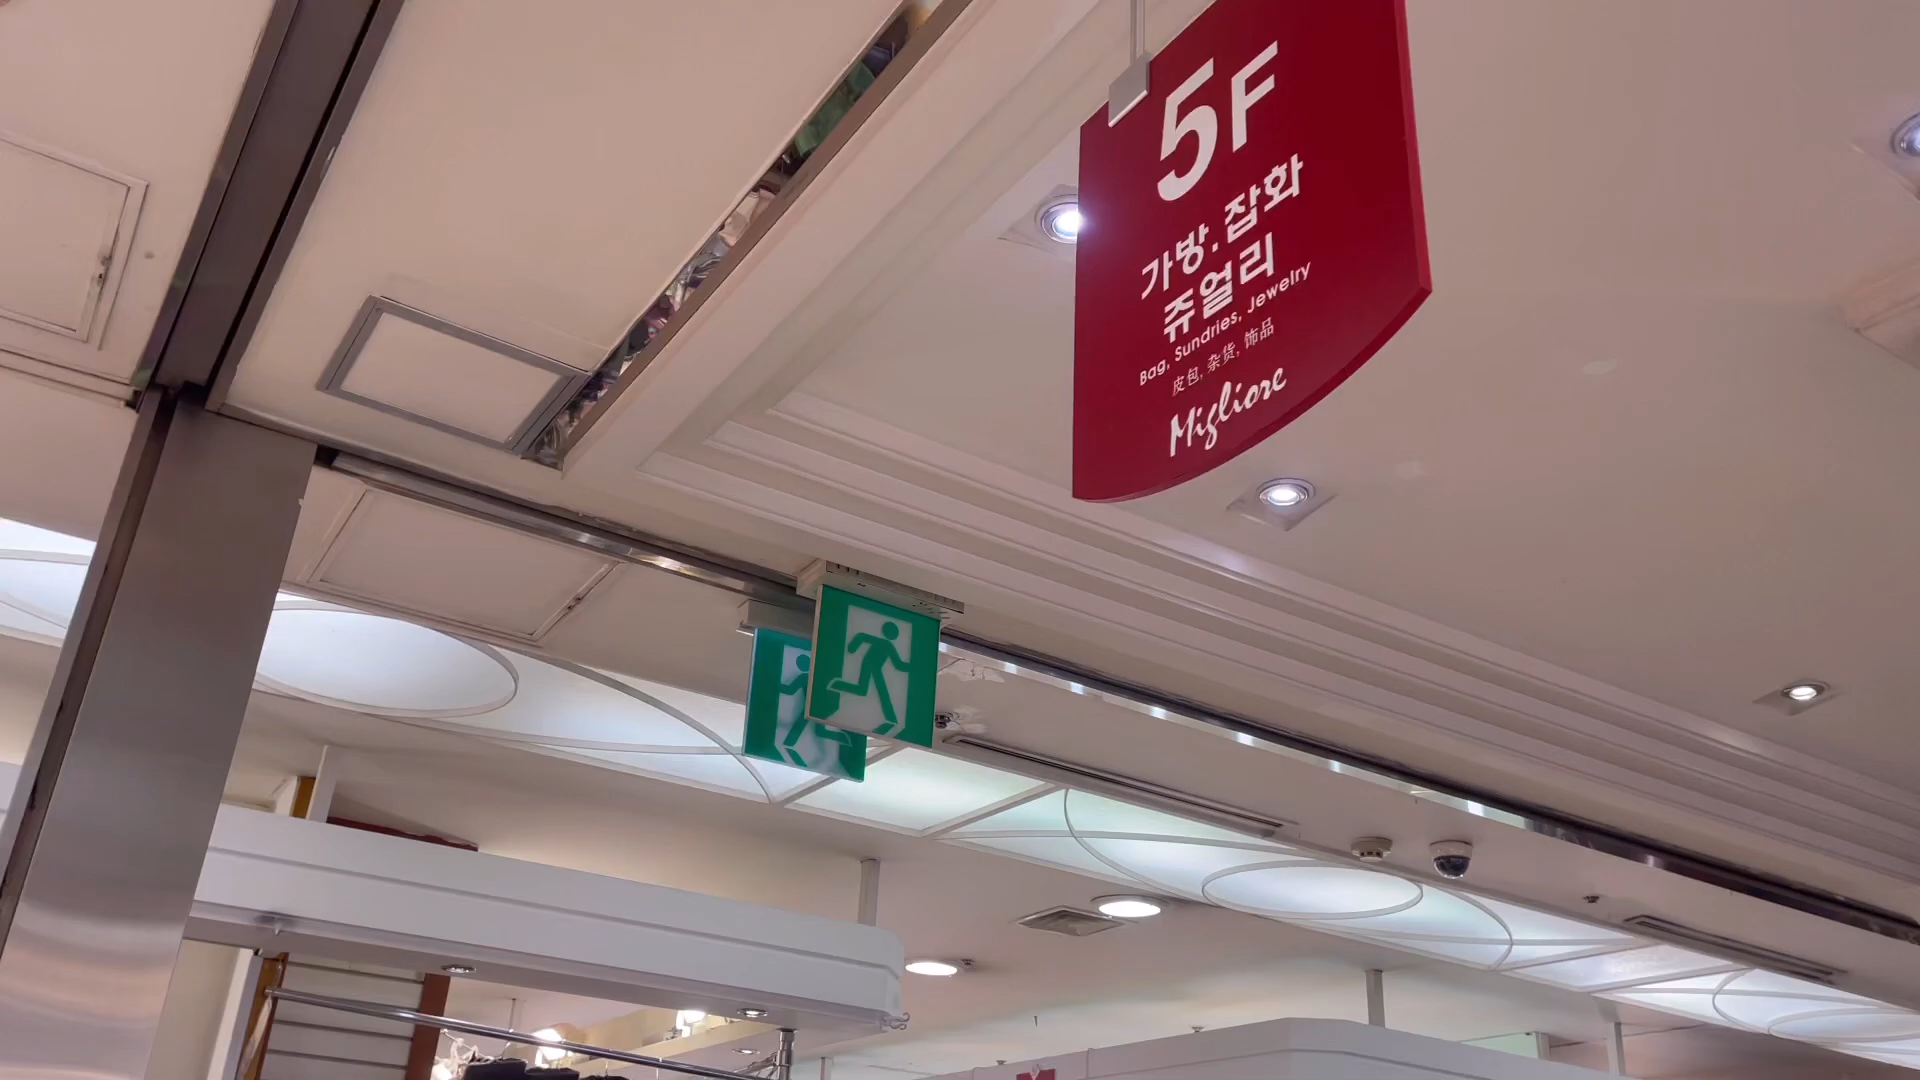 5F
가방.잡화
쥬얼리
Bag, Sundries, Jewelry
皮包, 杂货, 饰品
Migliore